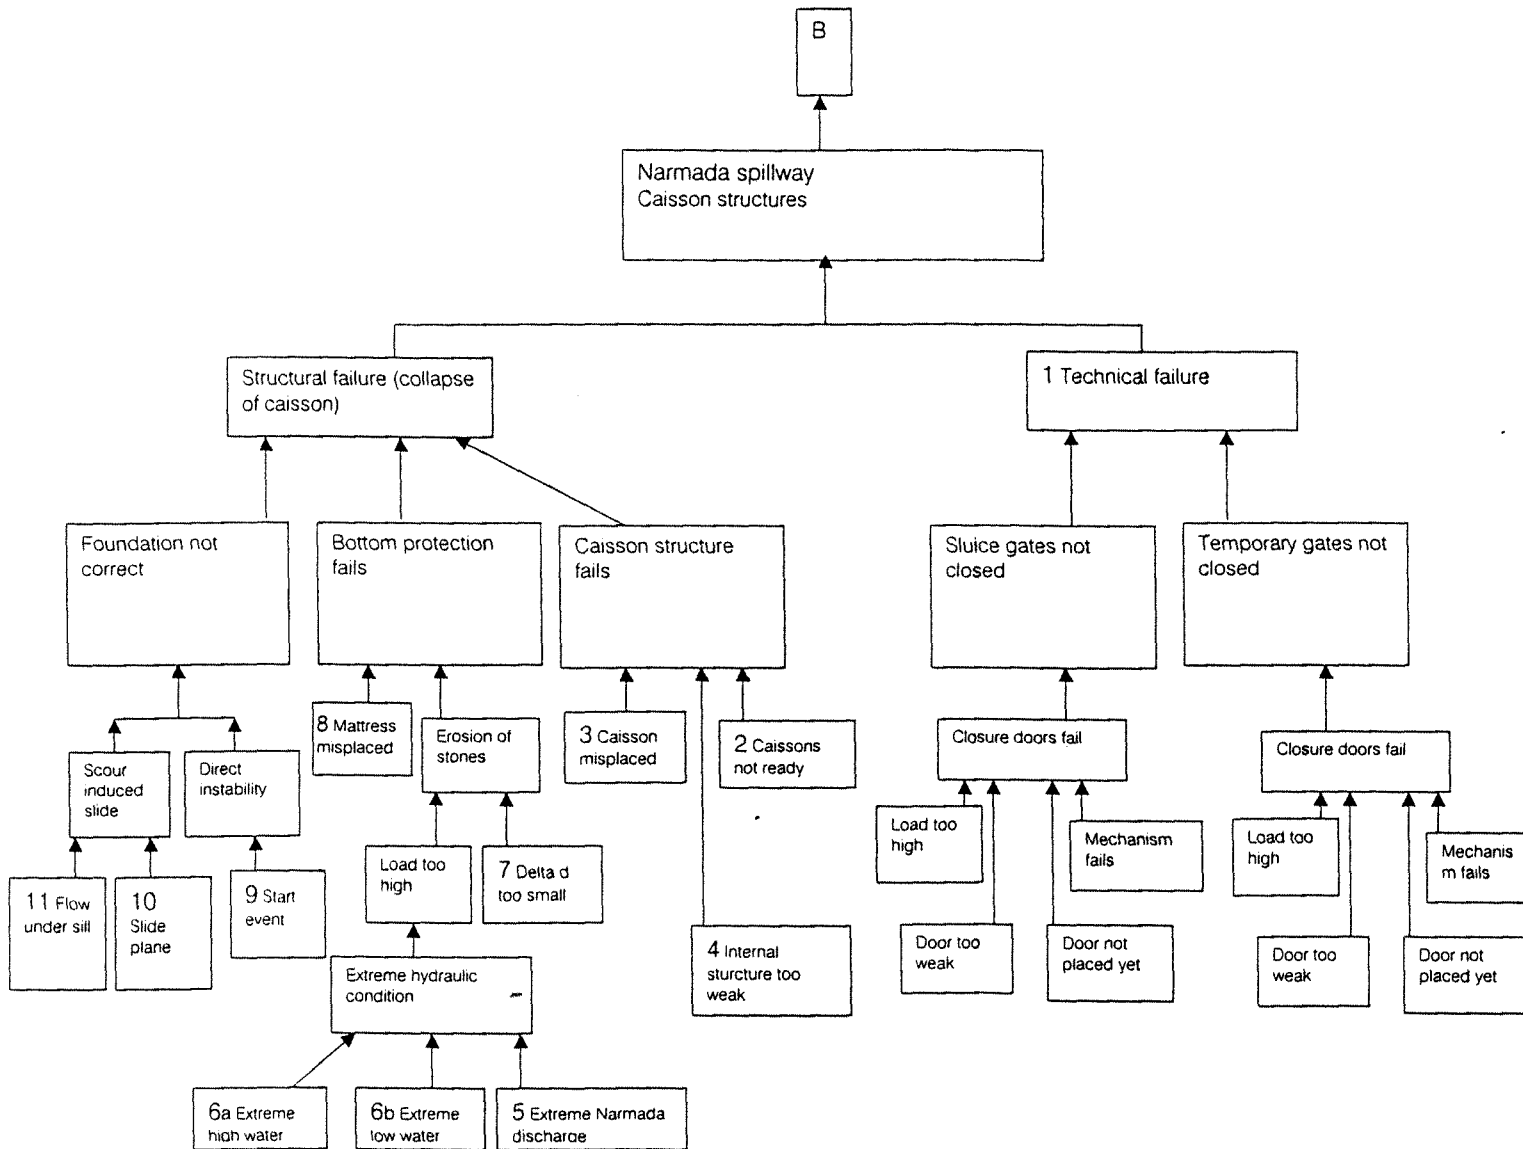 B
Narmada spillway
Caisson structures
Structural failure (collapse
of caisson)
1 Technical failure
Foundation not
correct
Bottom protection
fails
Caisson structure
fails
Sluice gates not
closed
Temporary gates not
closed
8 Mattress
misplaced
Erosion of
stones
3 Caisson
misplaced
2 Caissons
not ready
Closure doors fail
Closure doors fail
Scour
induced
slide
Direct
instability
Load too
high
Mechanism
fails
Load too
high
Mechanis
m fails
11 Flow
under sill
10
Slide
plane
9 Start
event
Load too
high
7 Delta d
too small
4 Internal
sturcture too
weak
Door too
weak
Door not
placed yet
Door too
weak
Door not
placed yet
Extreme hydraulic
condition
6a Extreme
high water
6b Extreme
low water
5 Extreme Narmada
discharge